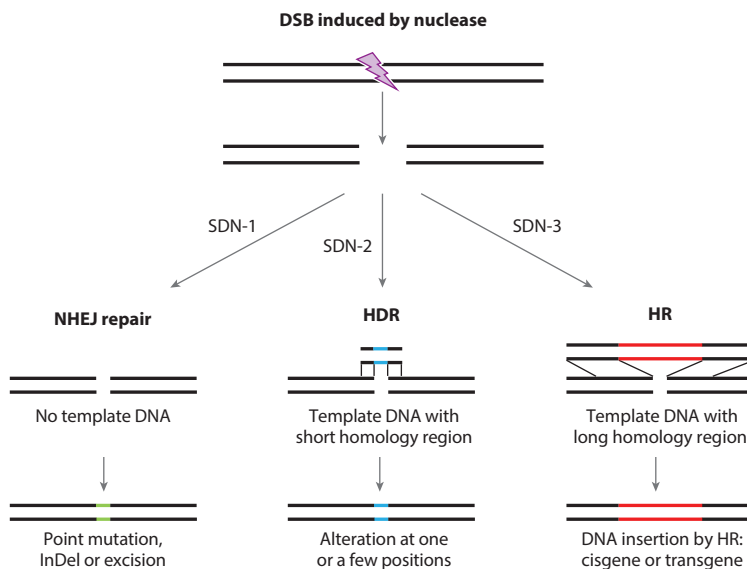 DSB induced by nuclease
SDN-1
SDN-2
SDN-3
NHEJ repair
HDR
HR
No template DNA
Template DNA with
short homology region
Template DNA with
long homology region
Point mutation,
InDel or excision
Alteration at one
or a few positions
DNA insertion by HR:
cisgene or transgene